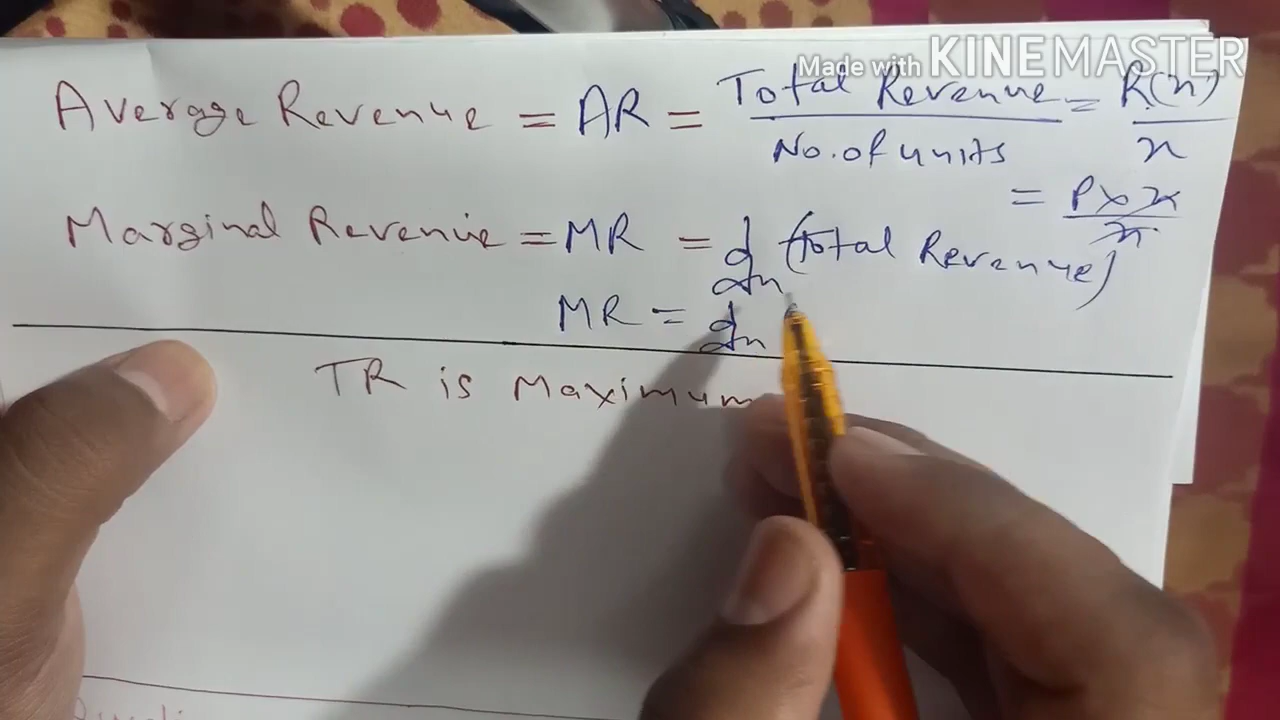 Made with KINEMASTER
Average Revenue = AR = Total Revenue / No. of units = R(x) / x
= P × x / x
Marginal Revenue = MR = d/dx (Total Revenue)
MR = d/dx
TR is Maximum